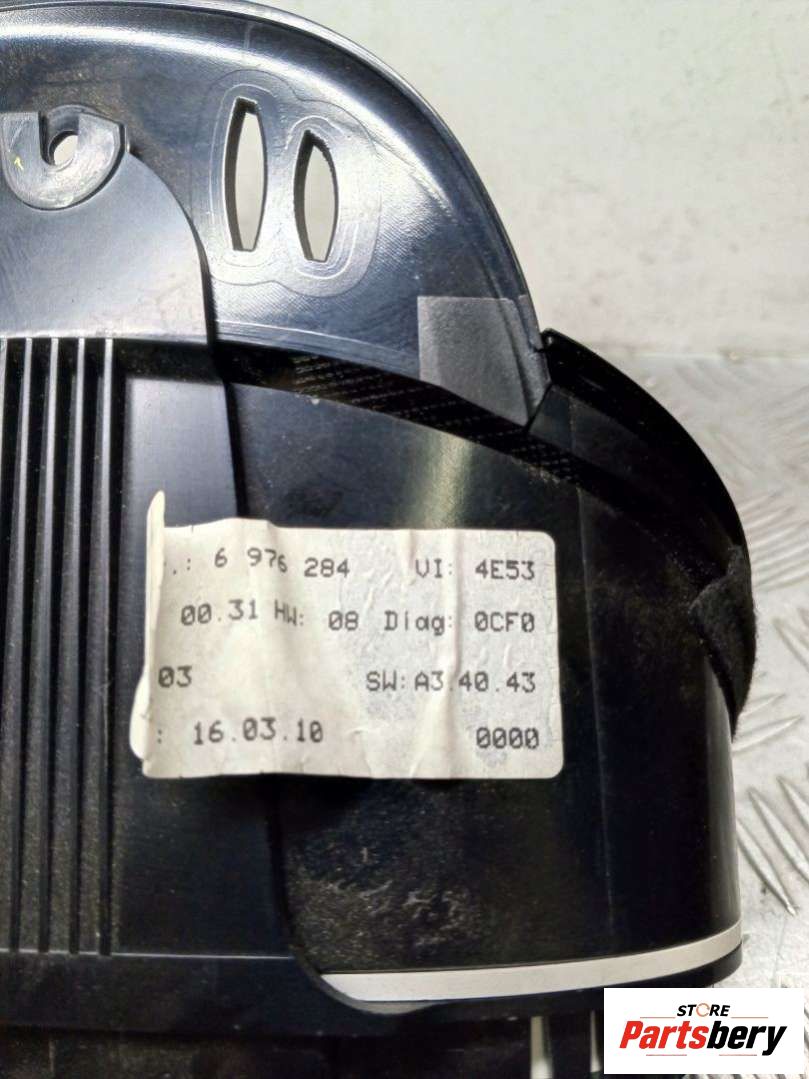 .: 6 976 284 VI: 4E53
00.31 HW: 08 Diag: 0CF0
03 SW: A3.40.43
: 16.03.10 0000
STORE
Partsbery